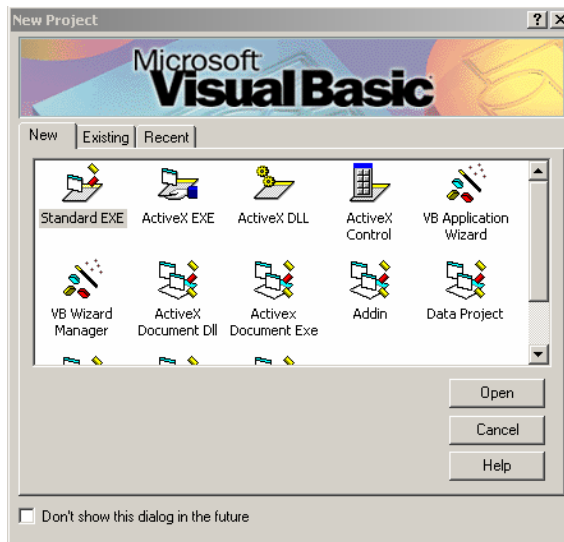 New Project
Microsoft
Visual Basic
New Existing Recent
Standard EXE ActiveX EXE ActiveX DLL ActiveX Control VB Application Wizard
VB Wizard Manager ActiveX Document Dll Activex Document Exe Addin Data Project
Open
Cancel
Help
Don't show this dialog in the future